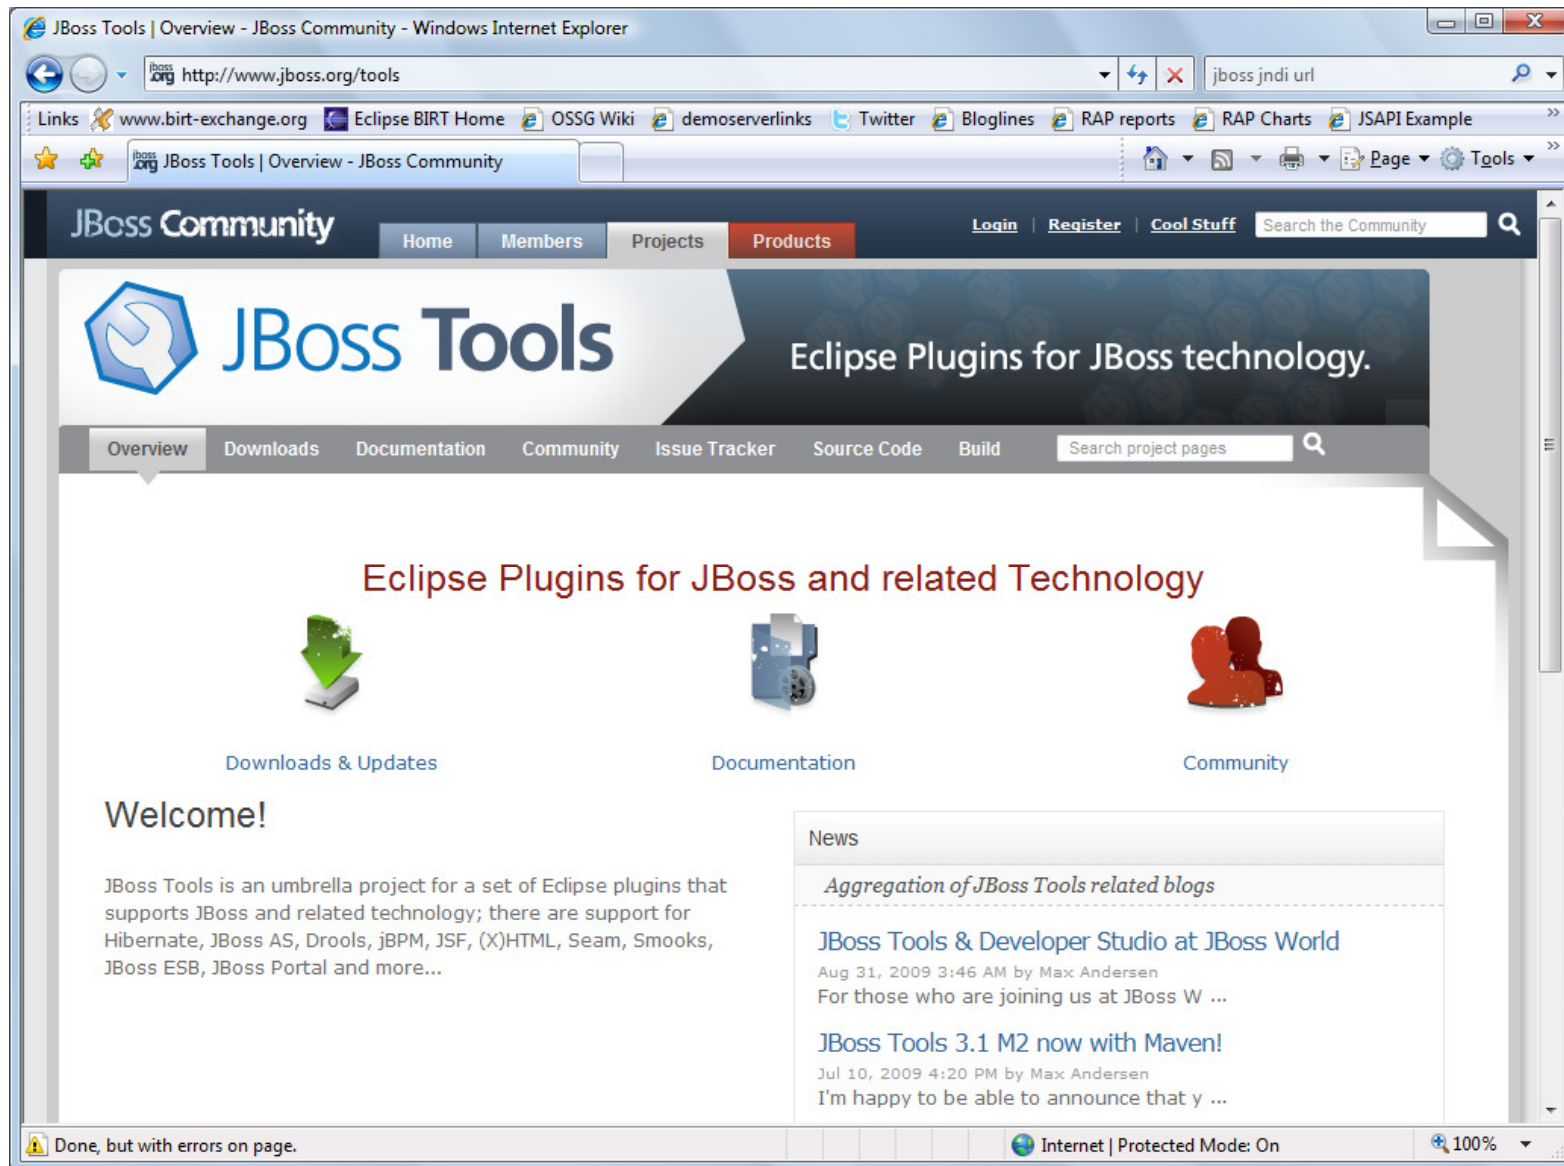 JBoss Tools | Overview - JBoss Community - Windows Internet Explorer
http://www.jboss.org/tools
jboss jndi url
Links www.birt-exchange.org Eclipse BIRT Home OSSG Wiki demoserverlinks Twitter Bloglines RAP reports RAP Charts JSAPI Example
JBoss Tools | Overview - JBoss Community
Page Tools
JBoss Community
Home Members Projects Products
Login | Register | Cool Stuff Search the Community
JBoss Tools
Eclipse Plugins for JBoss technology.
Overview Downloads Documentation Community Issue Tracker Source Code Build Search project pages
Eclipse Plugins for JBoss and related Technology
Downloads & Updates Documentation Community
Welcome!
JBoss Tools is an umbrella project for a set of Eclipse plugins that
supports JBoss and related technology; there are support for
Hibernate, JBoss AS, Drools, jBPM, JSF, (X)HTML, Seam, Smooks,
JBoss ESB, JBoss Portal and more...
News
Aggregation of JBoss Tools related blogs
JBoss Tools & Developer Studio at JBoss World
Aug 31, 2009 3:46 AM by Max Andersen
For those who are joining us at JBoss W ...
JBoss Tools 3.1 M2 now with Maven!
Jul 10, 2009 4:20 PM by Max Andersen
I'm happy to be able to announce that y ...
Done, but with errors on page.
Internet | Protected Mode: On
100%